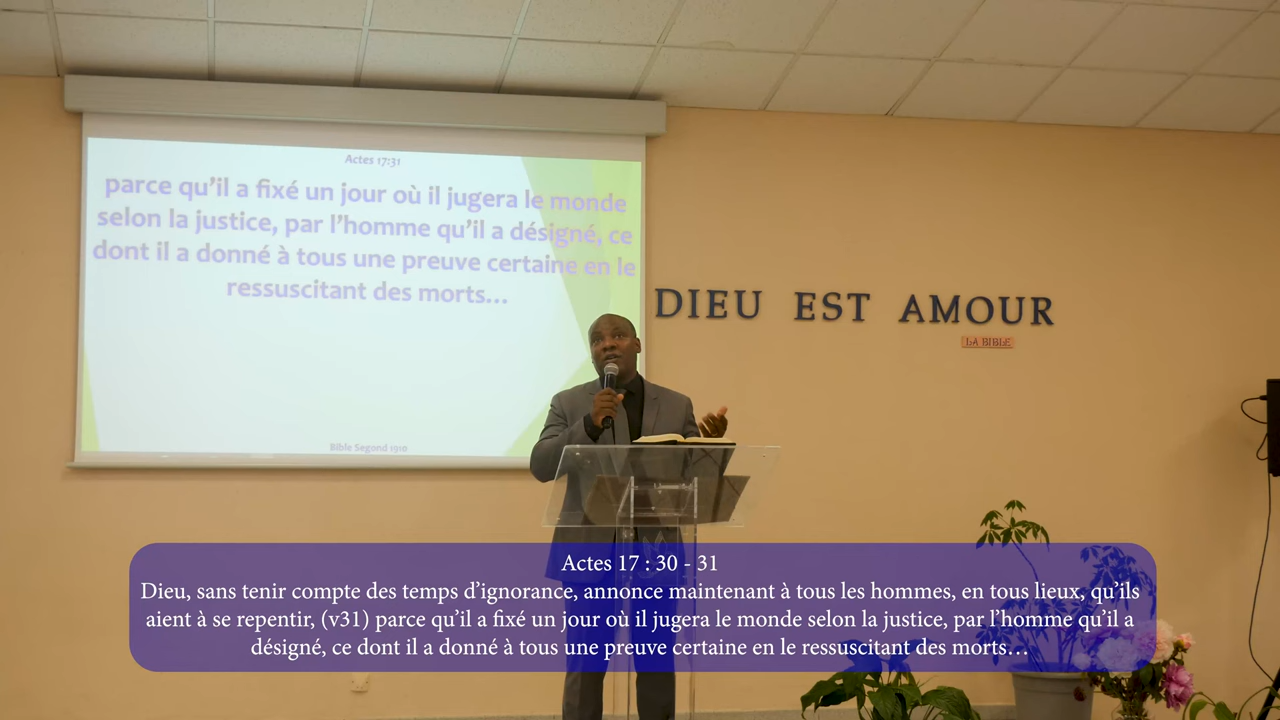 Actes 17:31
parce qu'il a fixé un jour où il jugera le monde
selon la justice, par l'homme qu'il a désigné, ce
dont il a donné à tous une preuve certaine en le
ressuscitant des morts...
Bible Segond 1910
DIEU EST AMOUR
LA BIBLE
Actes 17 : 30 - 31
Dieu, sans tenir compte des temps d’ignorance, annonce maintenant à tous les hommes, en tous lieux, qu’ils
aient à se repentir, (v31) parce qu’il a fixé un jour où il jugera le monde selon la justice, par l’homme qu’il a
désigné, ce dont il a donné à tous une preuve certaine en le ressuscitant des morts…